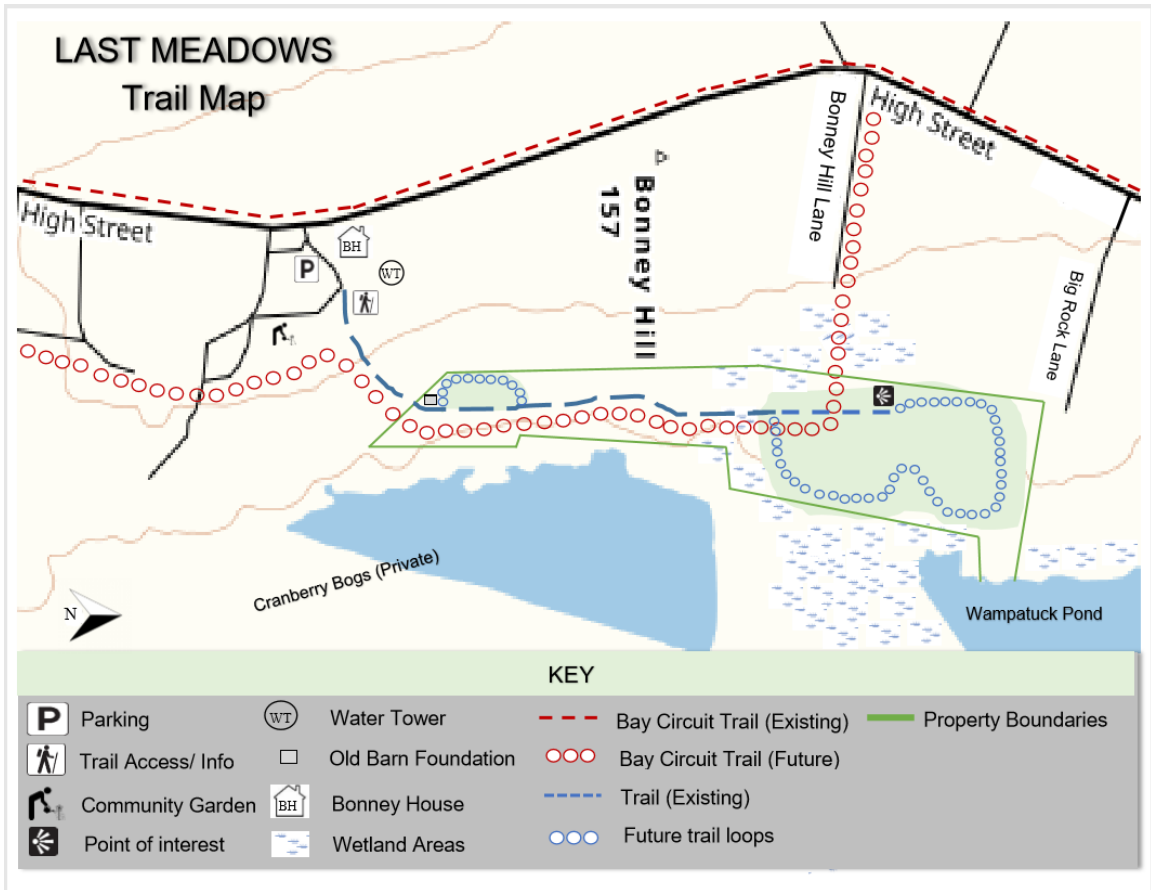 LAST MEADOWS
Trail Map
High Street
Bonney Hill Lane
High Street
BH
P
WT
Bonney Hill
157
Big Rock Lane
Cranberry Bogs (Private)
N
Wampatuck Pond
KEY
P Parking
WT Water Tower
Bay Circuit Trail (Existing)
Property Boundaries
Trail Access/ Info
Old Barn Foundation
Bay Circuit Trail (Future)
Community Garden
BH Bonney House
Trail (Existing)
Point of interest
Wetland Areas
Future trail loops